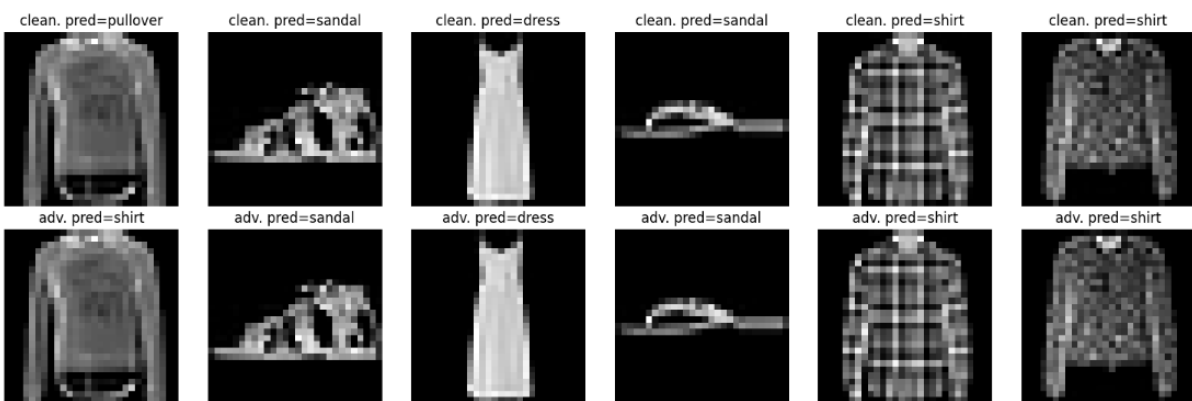 clean. pred=pullover
clean. pred=sandal
clean. pred=dress
clean. pred=sandal
clean. pred=shirt
clean. pred=shirt
adv. pred=shirt
adv. pred=sandal
adv. pred=dress
adv. pred=sandal
adv. pred=shirt
adv. pred=shirt